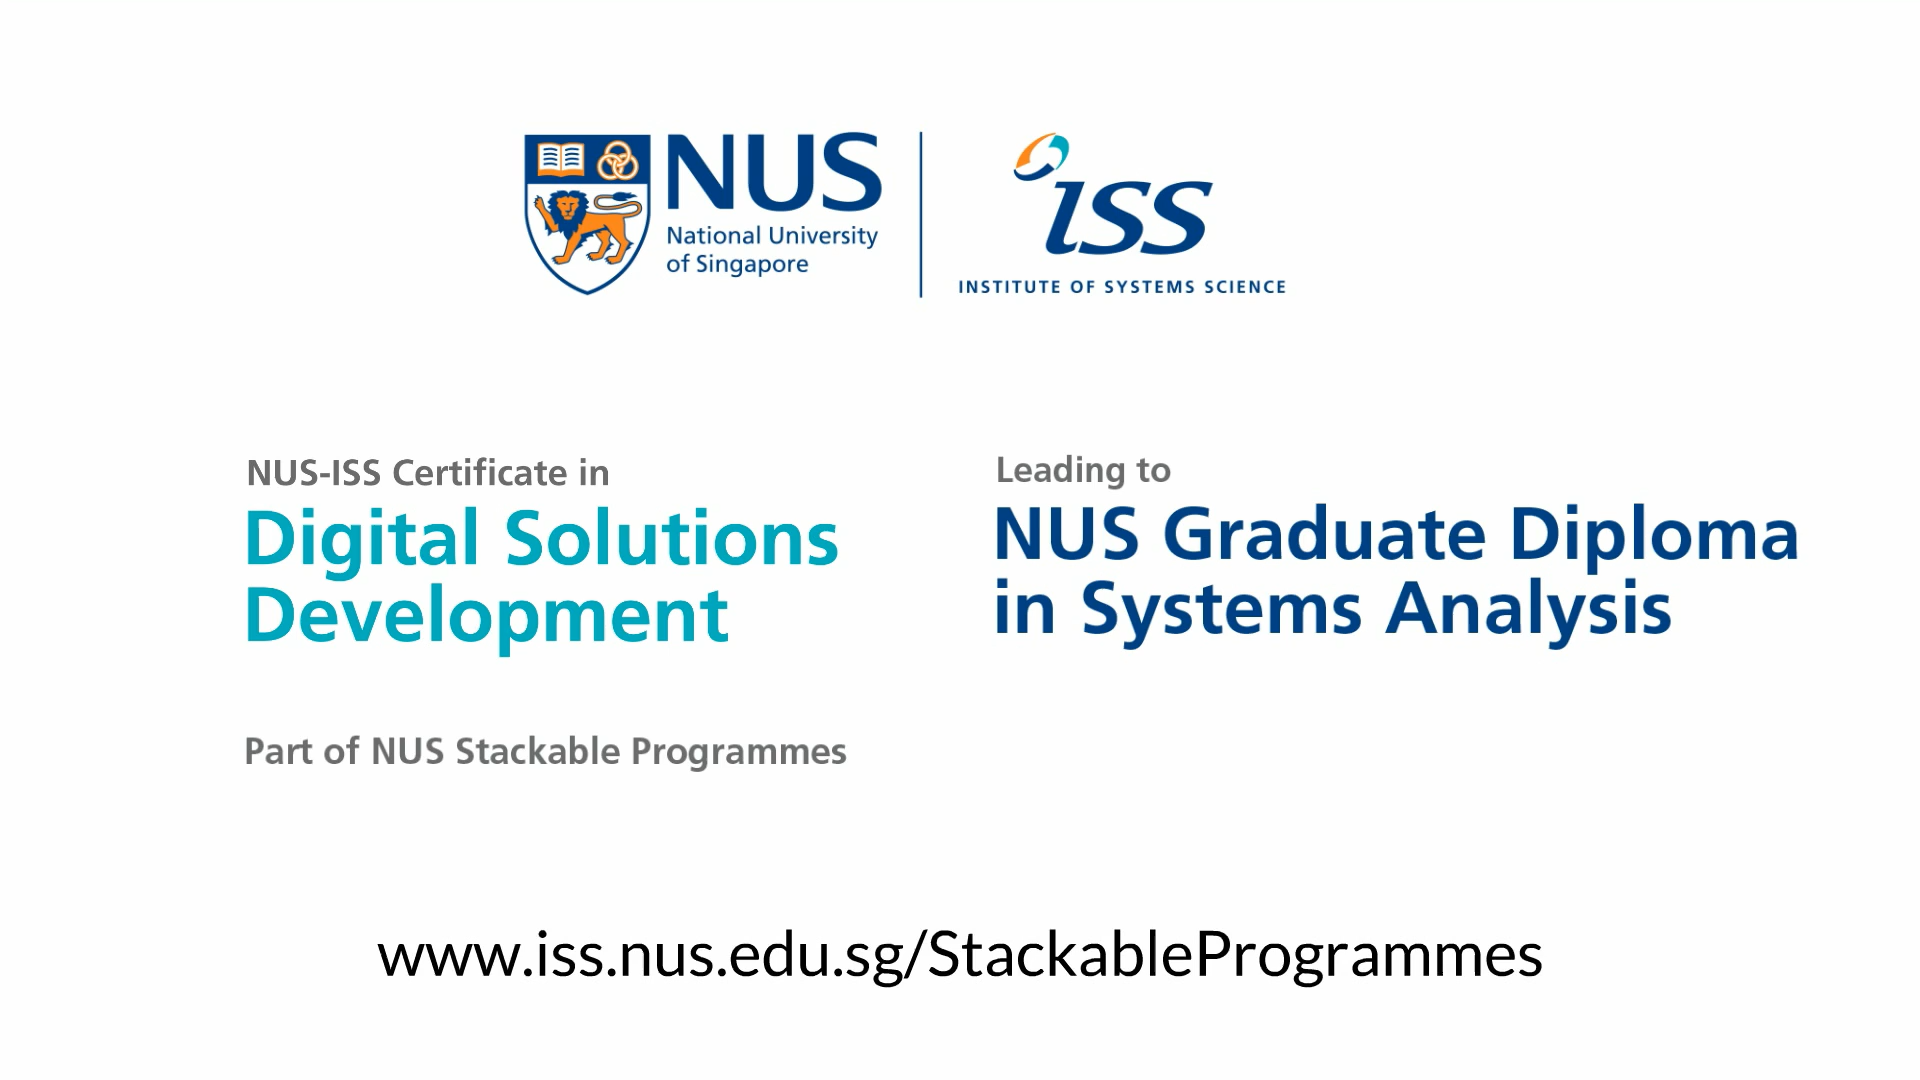 NUS
National University
of Singapore
iss
INSTITUTE OF SYSTEMS SCIENCE
NUS-ISS Certificate in
Digital Solutions
Development
Leading to
NUS Graduate Diploma
in Systems Analysis
Part of NUS Stackable Programmes
www.iss.nus.edu.sg/StackableProgrammes